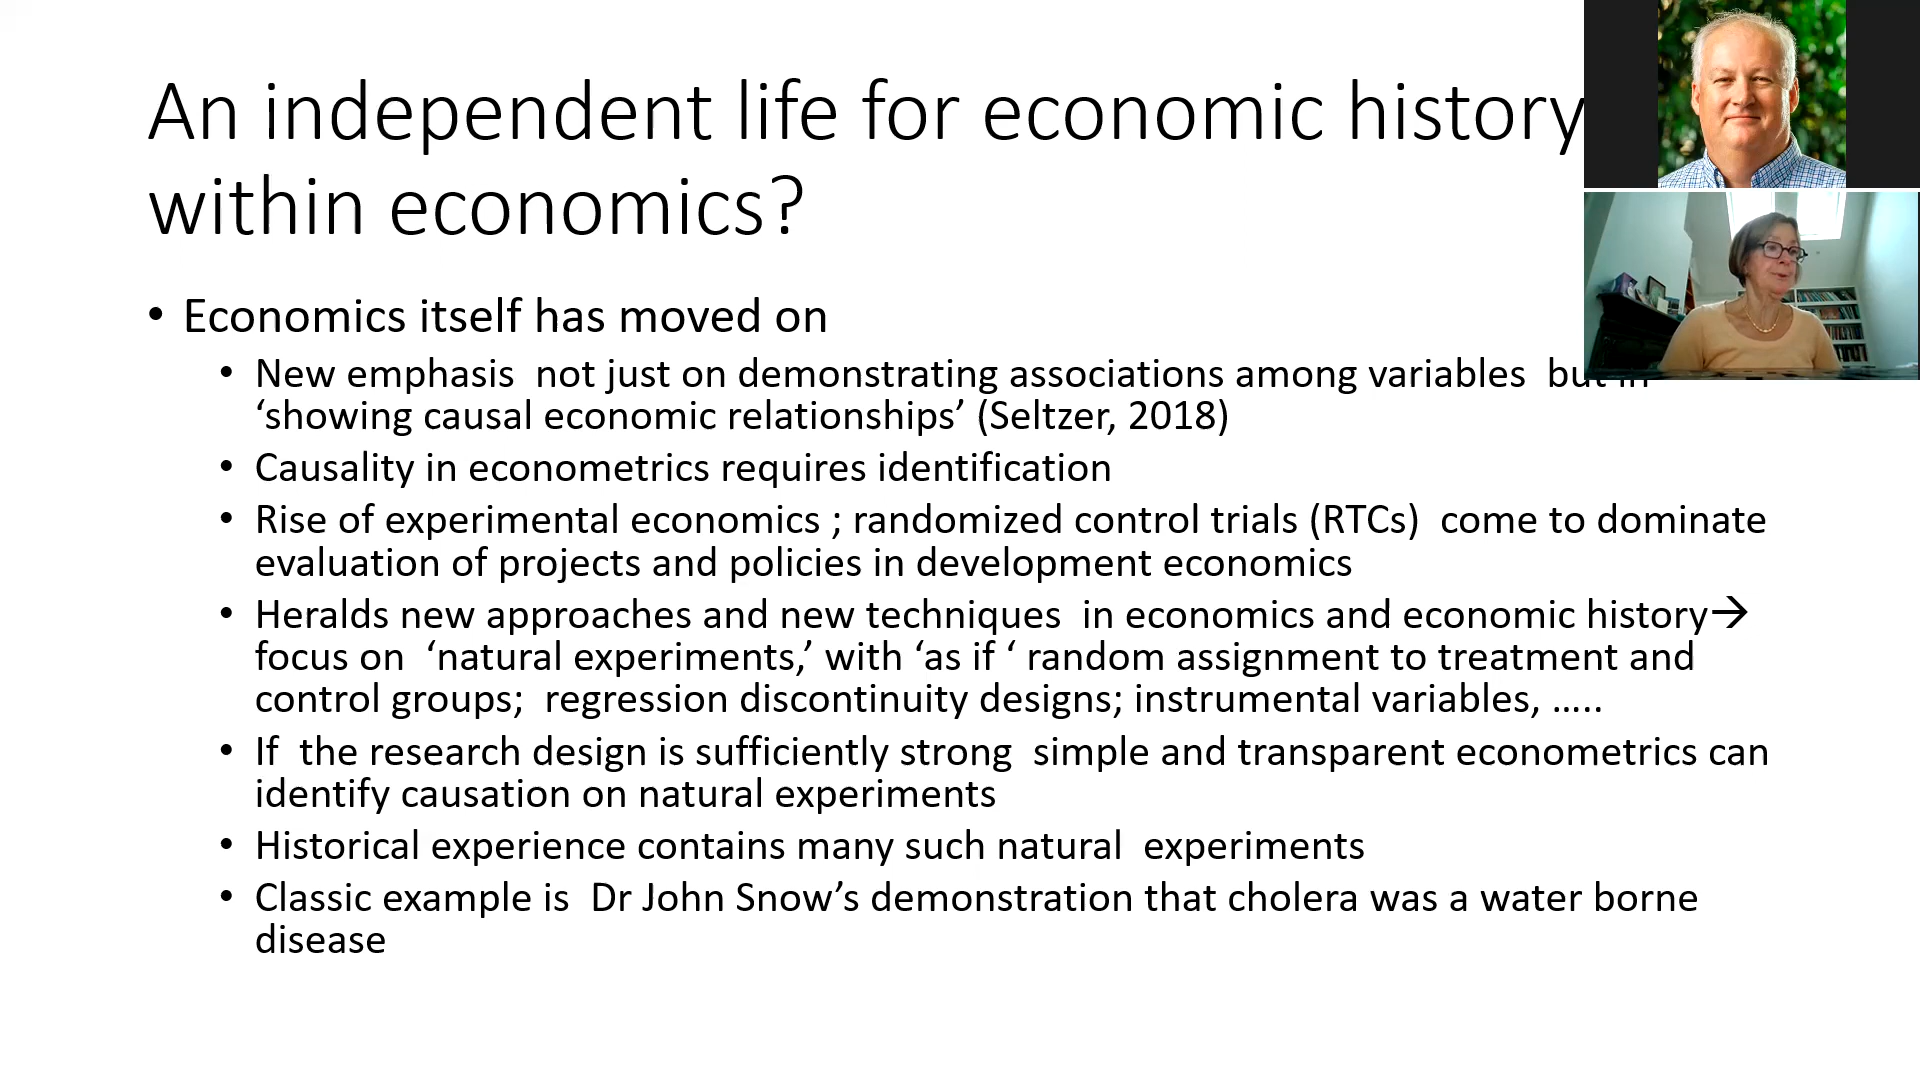 An independent life for economic history
within economics?
• Economics itself has moved on
• New emphasis  not just on demonstrating associations among variables  but in
‘showing causal economic relationships’ (Seltzer, 2018)
• Causality in econometrics requires identification
• Rise of experimental economics ; randomized control trials (RTCs)  come to dominate
evaluation of projects and policies in development economics
• Heralds new approaches and new techniques  in economics and economic history→
focus on  ‘natural experiments,’ with ‘as if ‘ random assignment to treatment and
control groups;  regression discontinuity designs; instrumental variables, …..
• If  the research design is sufficiently strong  simple and transparent econometrics can
identify causation on natural experiments
• Historical experience contains many such natural  experiments
• Classic example is  Dr John Snow’s demonstration that cholera was a water borne
disease